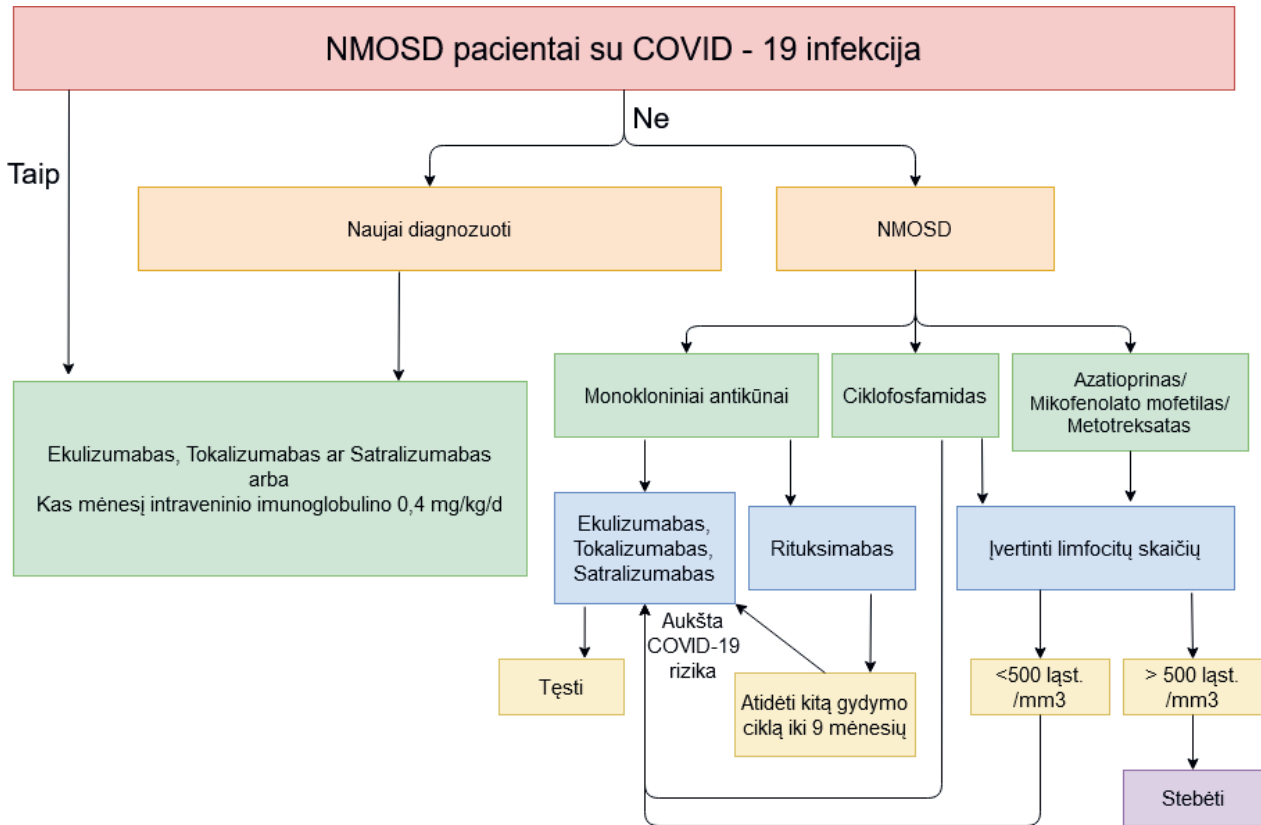 NMOSD pacientai su COVID - 19 infekcija
Taip
Ne
Naujai diagnozuoti
NMOSD
Ekulizumabas, Tokalizumabas ar Satralizumabas
arba
Kas mėnesį intraveninio imunoglobulino 0,4 mg/kg/d
Monokloniniai antikūnai
Ciklofosfamidas
Azatioprinas/
Mikofenolato mofetilas/
Metotreksatas
Ekulizumabas,
Tokalizumabas,
Satralizumabas
Rituksimabas
Įvertinti limfocitų skaičių
Aukšta
COVID-19
rizika
Tęsti
Atidėti kitą gydymo
ciklą iki 9 mėnesių
<500 ląst.
/mm3
> 500 ląst.
/mm3
Stebėti